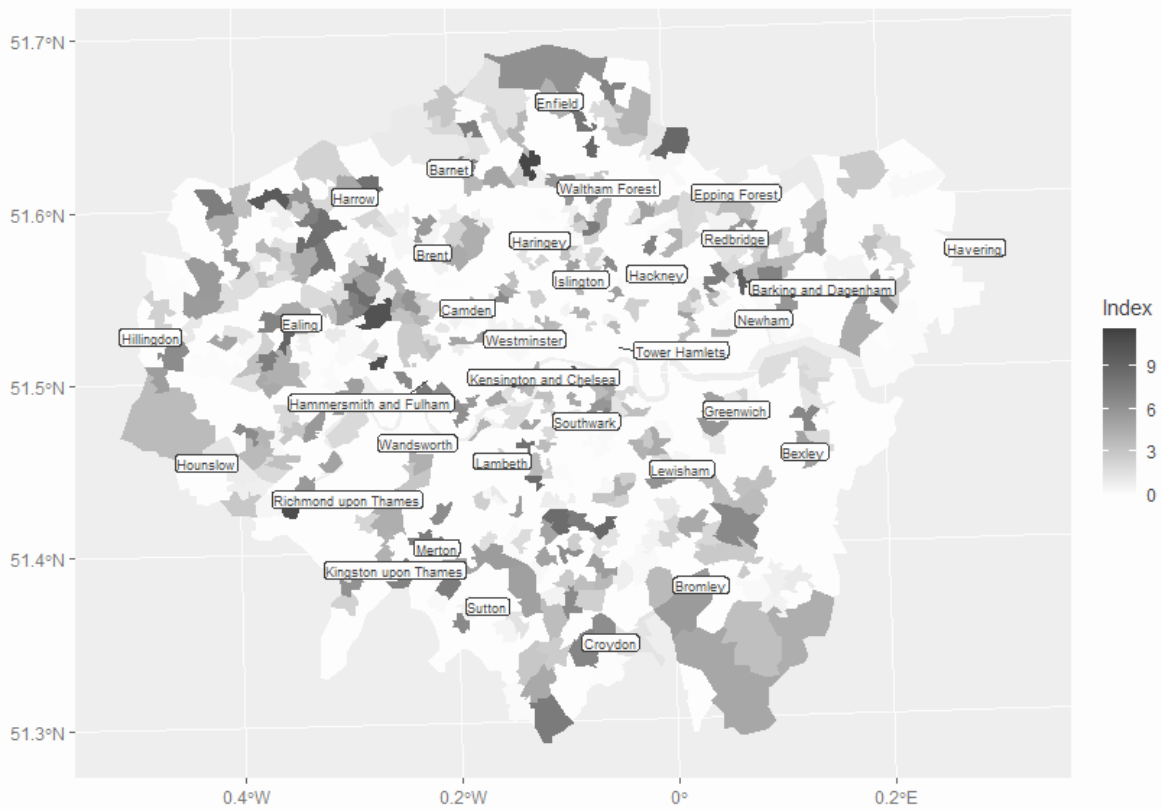 51.7°N
Enfield
Barnet
Waltham Forest
Harrow
Epping Forest
51.6°N
Haringey
Redbridge
Brent
Havering
Islington
Hackney
Barking and Dagenham
Camden
Newham
Ealing
Hillingdon
Westminster
Tower Hamlets
Index
9
6
3
0
51.5°N
Kensington and Chelsea
Hammersmith and Fulham
Greenwich
Southwark
Wandsworth
Bexley
Hounslow
Lambeth
Lewisham
Richmond upon Thames
51.4°N
Merton
Kingston upon Thames
Bromley
Sutton
Croydon
51.3°N
0.4°W
0.2°W
0°
0.2°E